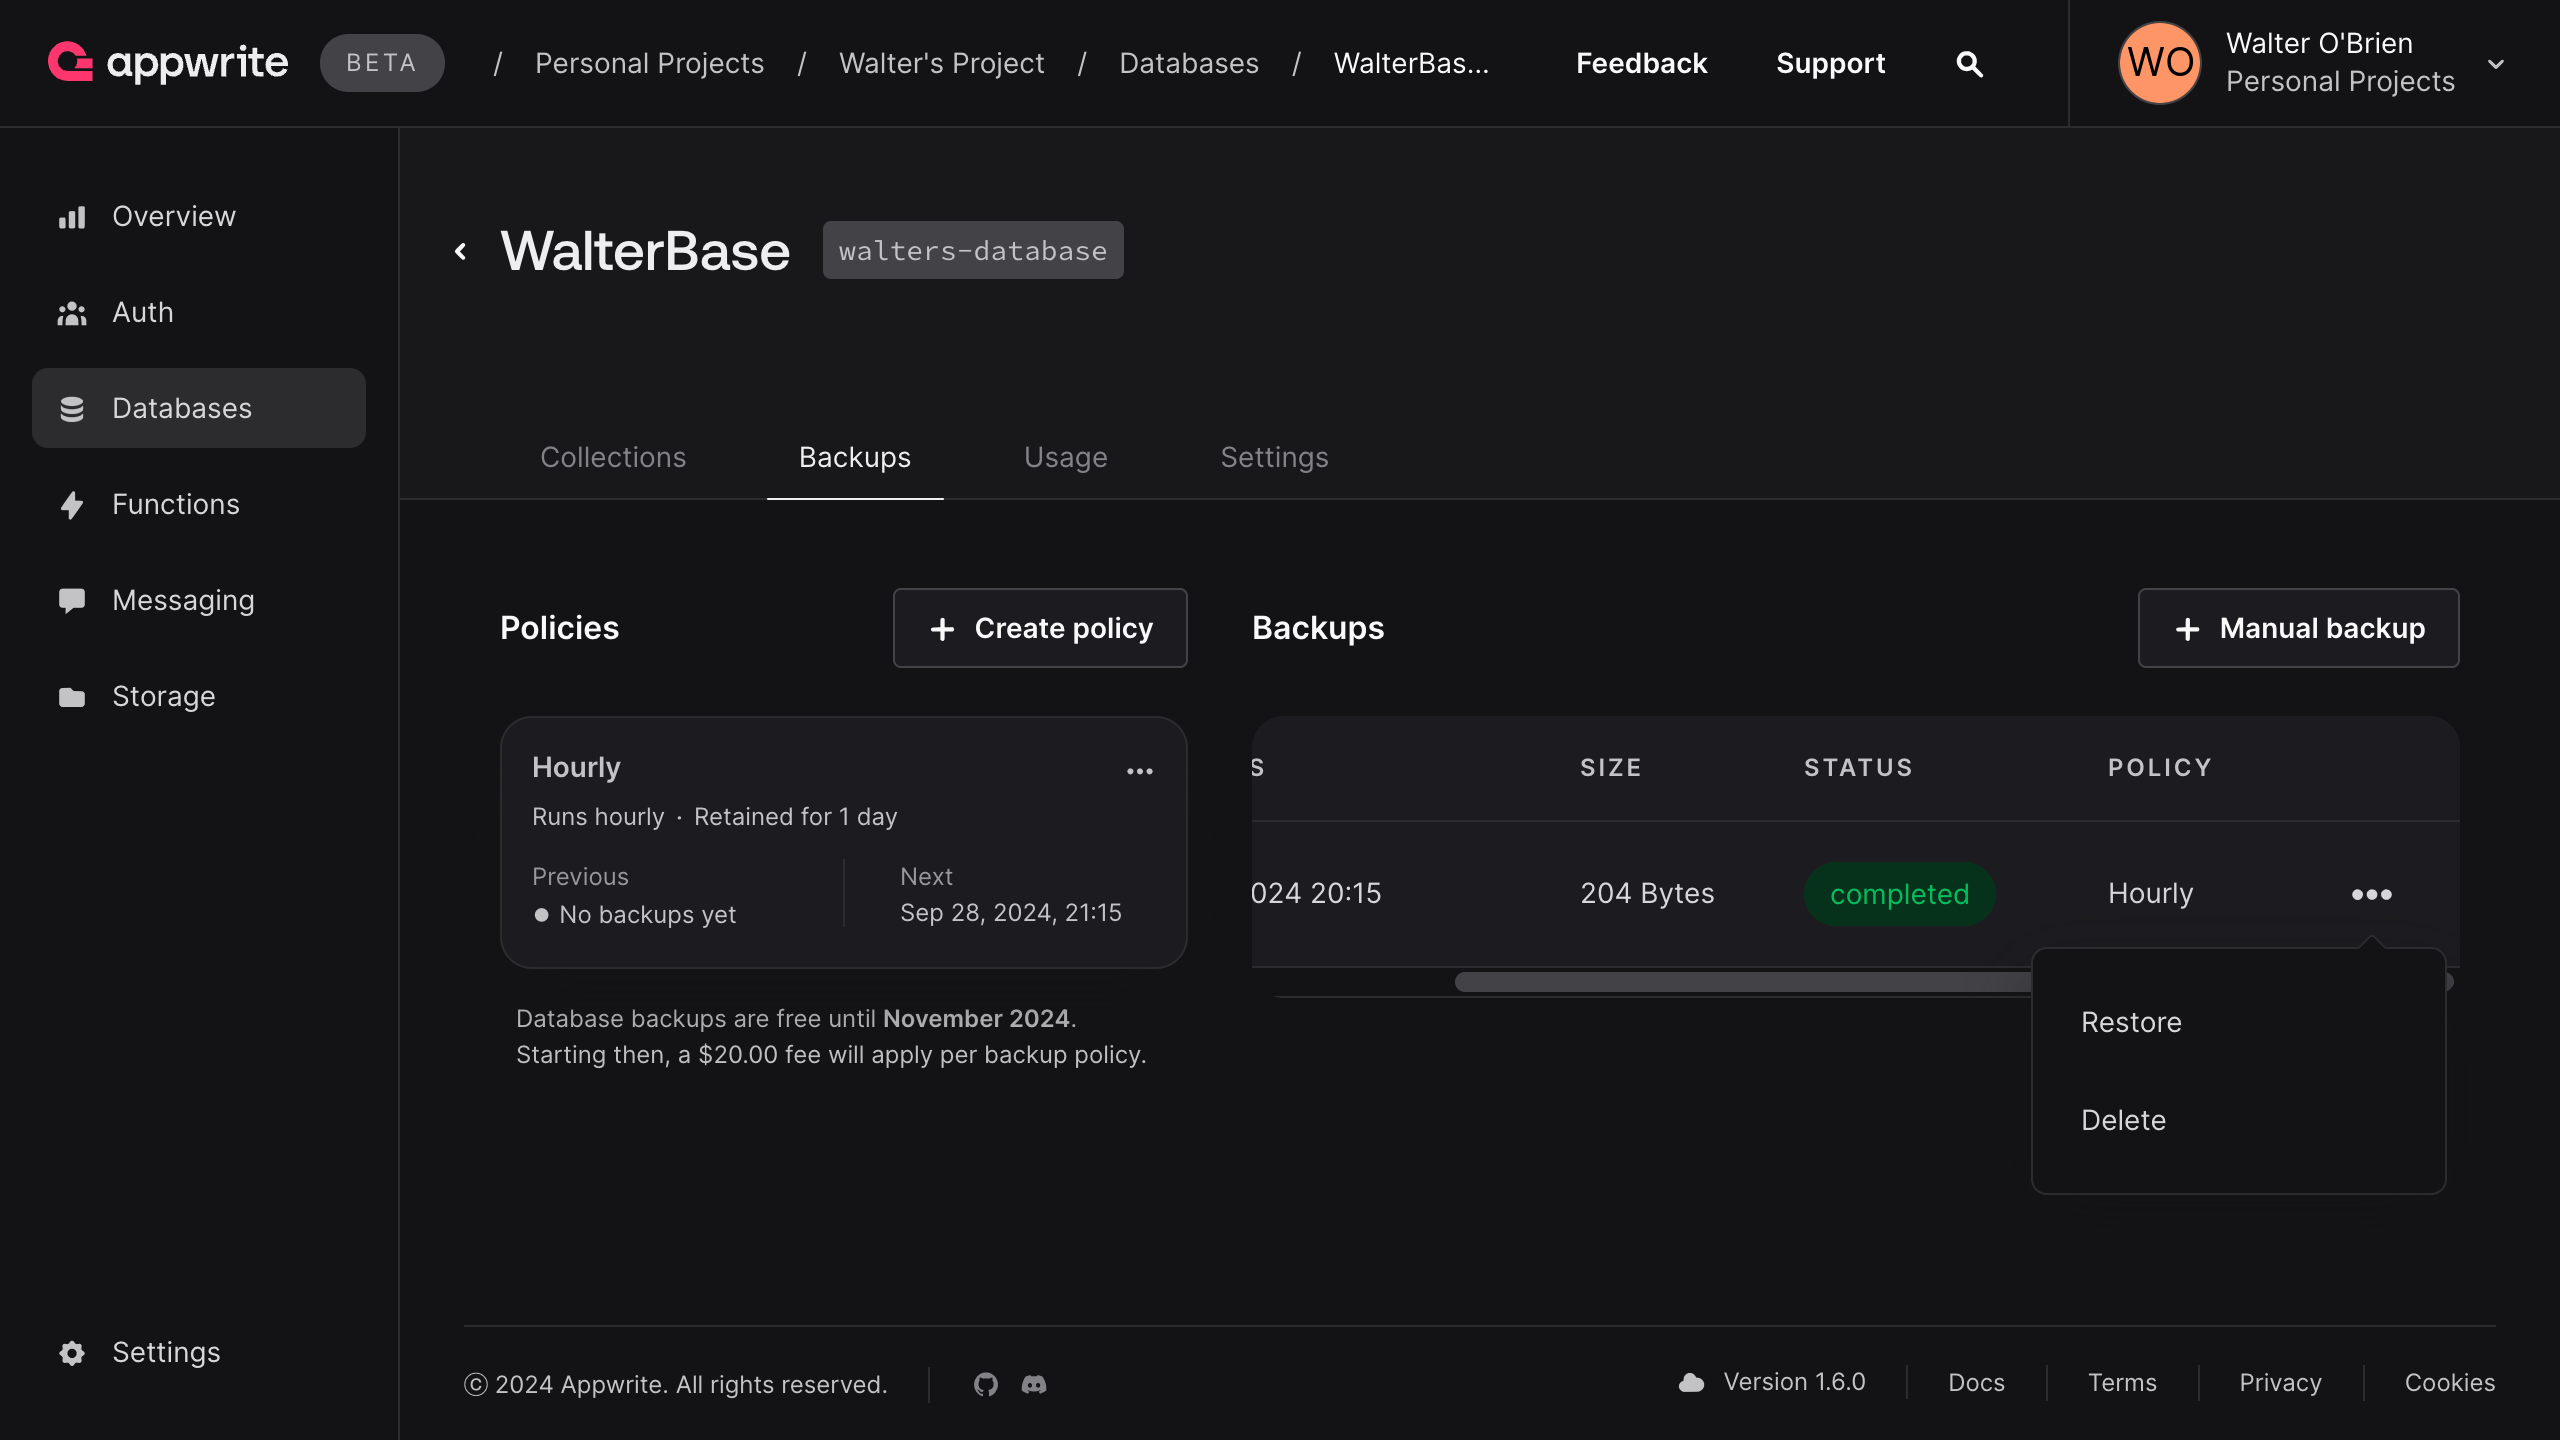 appwrite BETA / Personal Projects / Walter's Project / Databases / WalterBas... Feedback Support WO Walter O'Brien
Personal Projects
Overview
Auth
Databases
Functions
Messaging
Storage
Settings
WalterBase walters-database
Collections Backups Usage Settings
Policies + Create policy
Hourly
Runs hourly · Retained for 1 day
Previous
No backups yet
Next
Sep 28, 2024, 21:15
Database backups are free until November 2024.
Starting then, a $20.00 fee will apply per backup policy.
Backups + Manual backup
S SIZE STATUS POLICY
024 20:15 204 Bytes completed Hourly
Restore
Delete
© 2024 Appwrite. All rights reserved. Version 1.6.0 Docs Terms Privacy Cookies